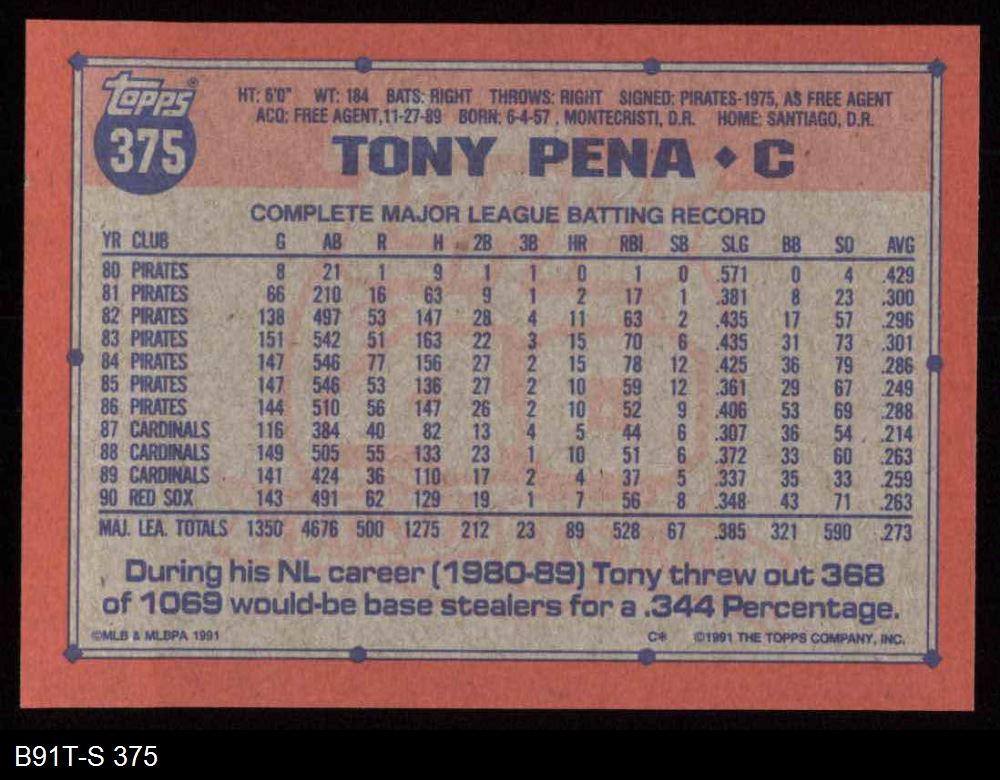 Topps®
375
HT: 6'0" WT: 184 BATS: RIGHT THROWS: RIGHT SIGNED: PIRATES-1975, AS FREE AGENT
ACQ: FREE AGENT,11-27-89 BORN: 6-4-57, MONTECRISTI, D.R. HOME: SANTIAGO, D.R.
TONY PENA ◆ C
COMPLETE MAJOR LEAGUE BATTING RECORD
YR CLUB G AB R H 2B 3B HR RBI SB SLG BB SO AVG
80 PIRATES 8 21 1 9 1 1 0 1 0 .571 0 4 .429
81 PIRATES 66 210 16 63 9 1 2 17 1 .381 8 23 .300
82 PIRATES 138 497 53 147 28 4 11 63 2 .435 17 57 .296
83 PIRATES 151 542 51 163 22 3 15 70 6 .435 31 73 .301
84 PIRATES 147 546 77 156 27 2 15 78 12 .425 36 79 .286
85 PIRATES 147 546 53 136 27 2 10 59 12 .361 29 67 .249
86 PIRATES 144 510 56 147 26 2 10 52 9 .406 53 69 .288
87 CARDINALS 116 384 40 82 13 4 5 44 6 .307 36 54 .214
88 CARDINALS 149 505 55 133 23 1 10 51 6 .372 33 60 .263
89 CARDINALS 141 424 36 110 17 2 4 37 5 .337 35 33 .259
90 RED SOX 143 491 62 129 19 1 7 56 8 .348 43 71 .263
MAJ. LEA. TOTALS 1350 4676 500 1275 212 23 89 528 67 .385 321 590 .273
During his NL career (1980-89) Tony threw out 368
of 1069 would-be base stealers for a .344 Percentage.
©MLB & MLBPA 1991 C* ©1991 THE TOPPS COMPANY, INC.
B91T-S 375